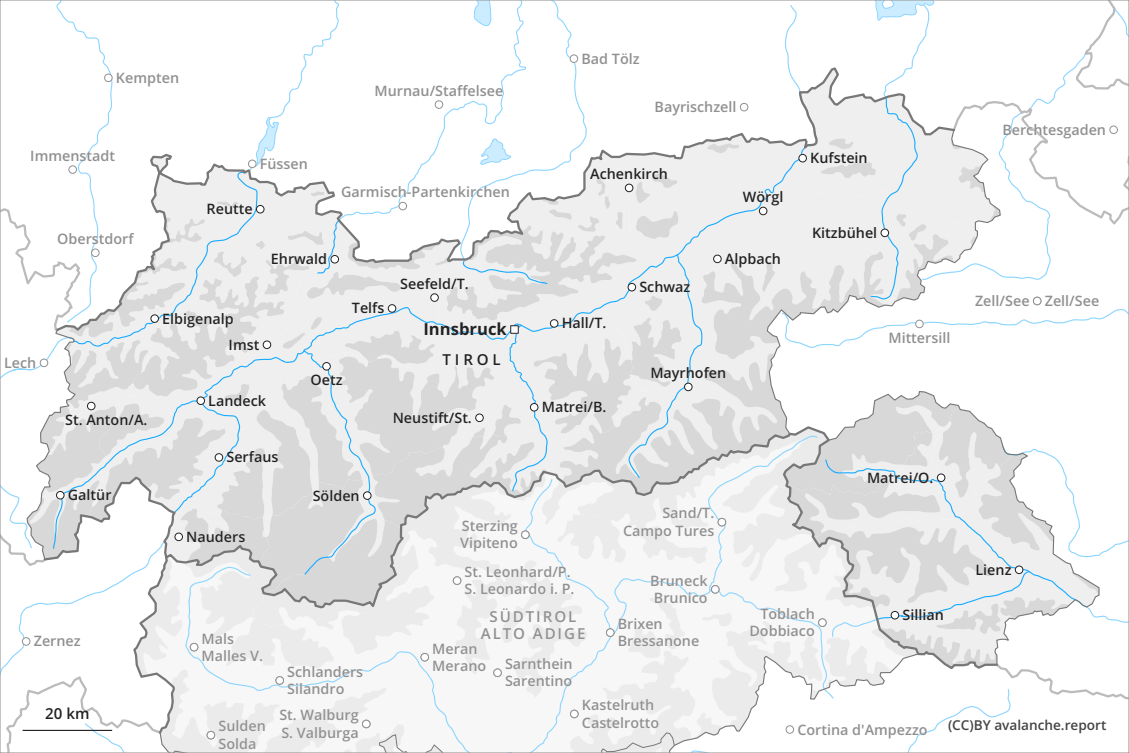 Kempten
Bad Tölz
Murnau/Staffelsee
Bayrischzell
Berchtesgaden
Immenstadt
Füssen
Kufstein
Achenkirch
Garmisch-Partenkirchen
Wörgl
Reutte
Kitzbühel
Oberstdorf
Ehrwald
Alpbach
Seefeld/T.
Schwaz
Telfs
Zell/See
Zell/See
Elbigenalp
Innsbruck
Hall/T.
Mittersill
Imst
TIROL
Lech
Oetz
Mayrhofen
Landeck
Matrei/B.
St. Anton/A.
Neustift/St.
Serfaus
Matrei/O.
Galtür
Sölden
Sand/T.
Campo Tures
Sterzing
Vipiteno
Nauders
St. Leonhard/P.
S. Leonardo i. P.
Lienz
Bruneck
Brunico
SÜDTIROL
ALTO ADIGE
Toblach
Dobbiaco
Sillian
Brixen
Bressanone
Zernez
Mals
Malles V.
Meran
Merano
Sarnthein
Sarentino
Schlanders
Silandro
Kastelruth
Castelrotto
20 km
St. Walburg
S. Valburga
Sulden
Solda
Cortina d'Ampezzo
(CC)BY avalanche.report